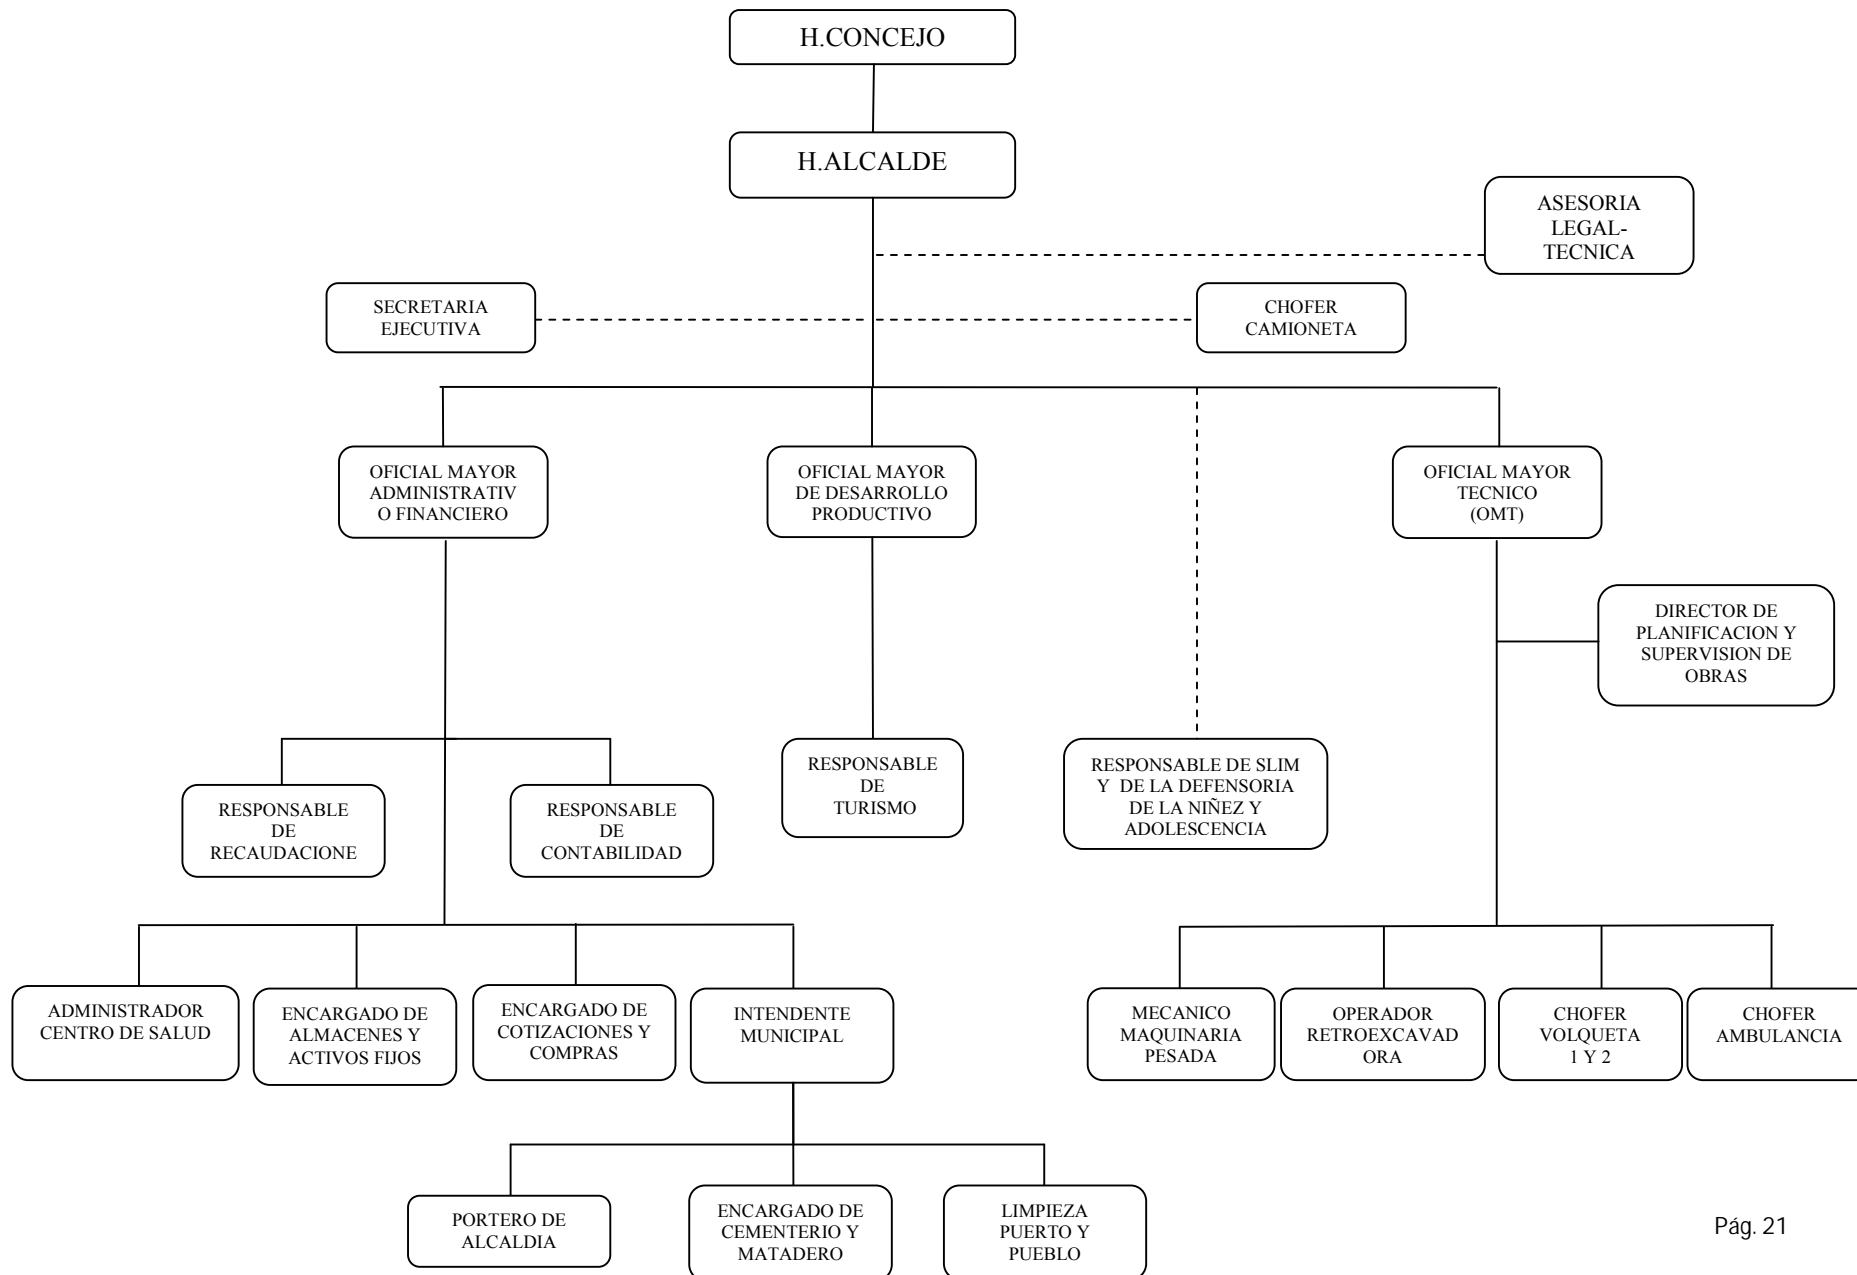 H.CONCEJO
H.ALCALDE
ASESORIA
LEGAL-
TECNICA
SECRETARIA
EJECUTIVA
CHOFER
CAMIONETA
OFICIAL MAYOR
ADMINISTRATIV
O FINANCIERO
OFICIAL MAYOR
DE DESARROLLO
PRODUCTIVO
OFICIAL MAYOR
TECNICO
(OMT)
DIRECTOR DE
PLANIFICACION Y
SUPERVISION DE
OBRAS
RESPONSABLE
DE
RECAUDACIONE
RESPONSABLE
DE
CONTABILIDAD
RESPONSABLE
DE
TURISMO
RESPONSABLE DE SLIM
Y DE LA DEFENSORIA
DE LA NIÑEZ Y
ADOLESCENCIA
ADMINISTRADOR
CENTRO DE SALUD
ENCARGADO DE
ALMACENES Y
ACTIVOS FIJOS
ENCARGADO DE
COTIZACIONES Y
COMPRAS
INTENDENTE
MUNICIPAL
MECANICO
MAQUINARIA
PESADA
OPERADOR
RETROEXCAVAD
ORA
CHOFER
VOLQUETA
1 Y 2
CHOFER
AMBULANCIA
PORTERO DE
ALCALDIA
ENCARGADO DE
CEMENTERIO Y
MATADERO
LIMPIEZA
PUERTO Y
PUEBLO
Pág. 21